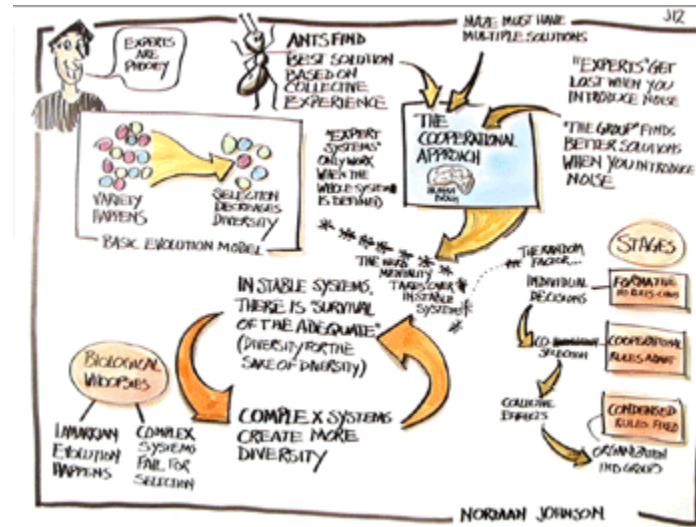 EXPERTS
ARE
PHOOEY
ANTS FIND
BEST SOLUTION
BASED ON
COLLECTIVE
EXPERIENCE
MAZE MUST HAVE
MULTIPLE SOLUTIONS
"EXPERTS" GET
LOST WHEN YOU
INTRODUCE NOISE
"THE GROUP" FINDS
BETTER SOLUTIONS
WHEN YOU INTRODUCE
NOISE
THE
COOPERATIONAL
APPROACH
HUMAN
BRAIN
"EXPERT
SYSTEMS"
ONLY WORK
WHEN THE
WHOLE SYSTEM
IS DEFINED
VARIETY
HAPPENS
SELECTION
DECREASES
DIVERSITY
BASIC EVOLUTION MODEL
THE HERD
MENTALITY
TAKES OVER
IN STABLE
SYSTEMS
IN STABLE SYSTEMS,
THERE IS SURVIVAL
OF THE ADEQUATE"
(DIVERSITY FOR THE
SAKE OF DIVERSITY)
COMPLEX SYSTEMS
CREATE MORE
DIVERSITY
BIOLOGICAL
WHOOPSIES
LAMARKIAN
EVOLUTION
HAPPENS
COMPLEX
SYSTEMS
FAIL FOR
SELECTION
THE RANDOM
FACTOR...
INDIVIDUAL
DECISIONS
SELECTION
COLLECTIVE
EFFECTS
ORGANIZATION
IND GROUPS
STAGES
FORMATIVE
COOPERATIONAL
RULES ADAPT
CONDENSED
RULES FIXED
NORMAN JOHNSON